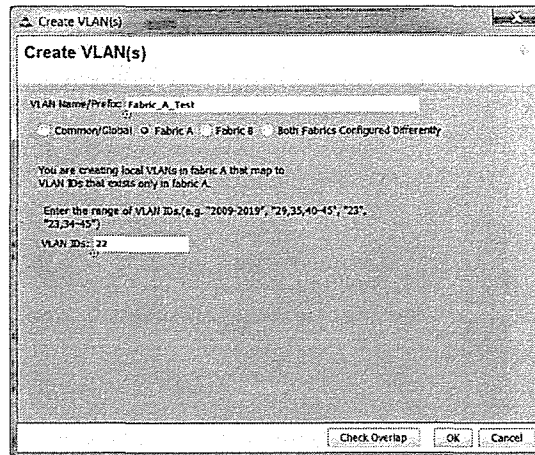 Create VLAN(s)
Create VLAN(s)
VLAN Name/Prefix: Fabric_A_Test
Common/Global Fabric A Fabric B Both Fabrics Configured Differently
You are creating local VLANs in fabric A that map to
VLAN IDs that exists only in fabric A.
Enter the range of VLAN IDs.(e.g. "2009-2019", "29,35,40-45", "23",
"23,34-45")
VLAN IDs: 22
Check Overlap OK Cancel